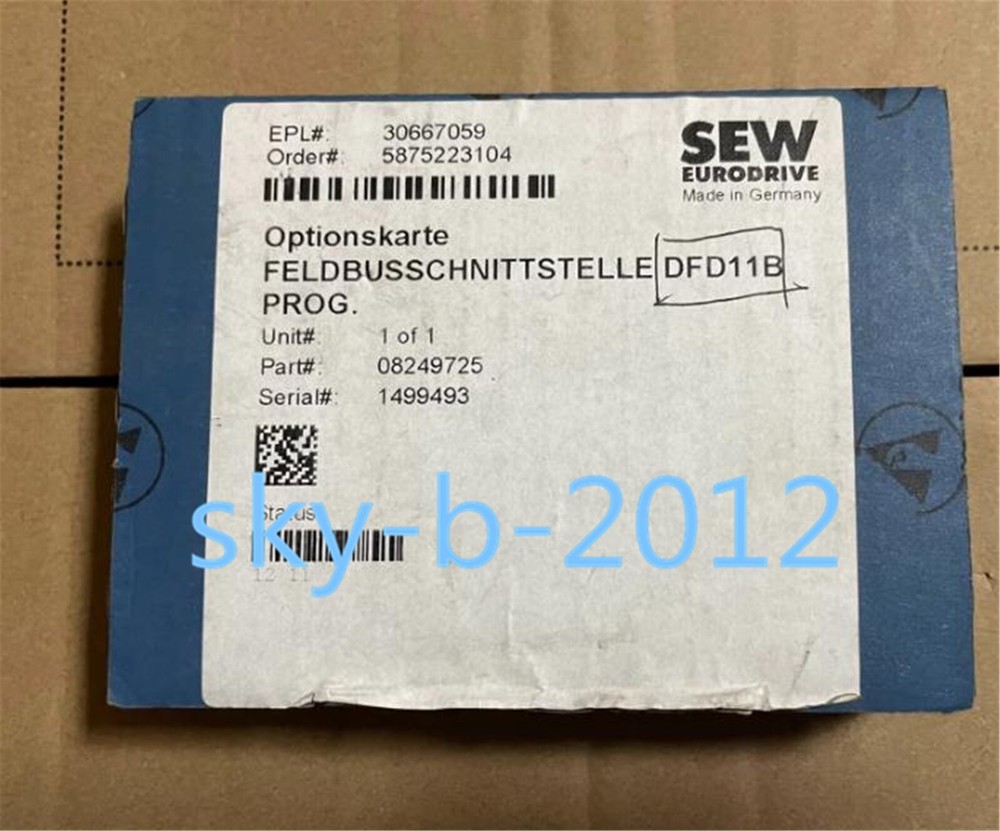 EPL#: 30667059
Order#: 5875223104
SEW
EURODRIVE
Made in Germany
Optionskarte
FELDBUSSCHNITTSTELLE DFD11B
PROG.
Unit#: 1 of 1
Part#: 08249725
Serial#: 1499493
Status
sky-b-2012
12 11